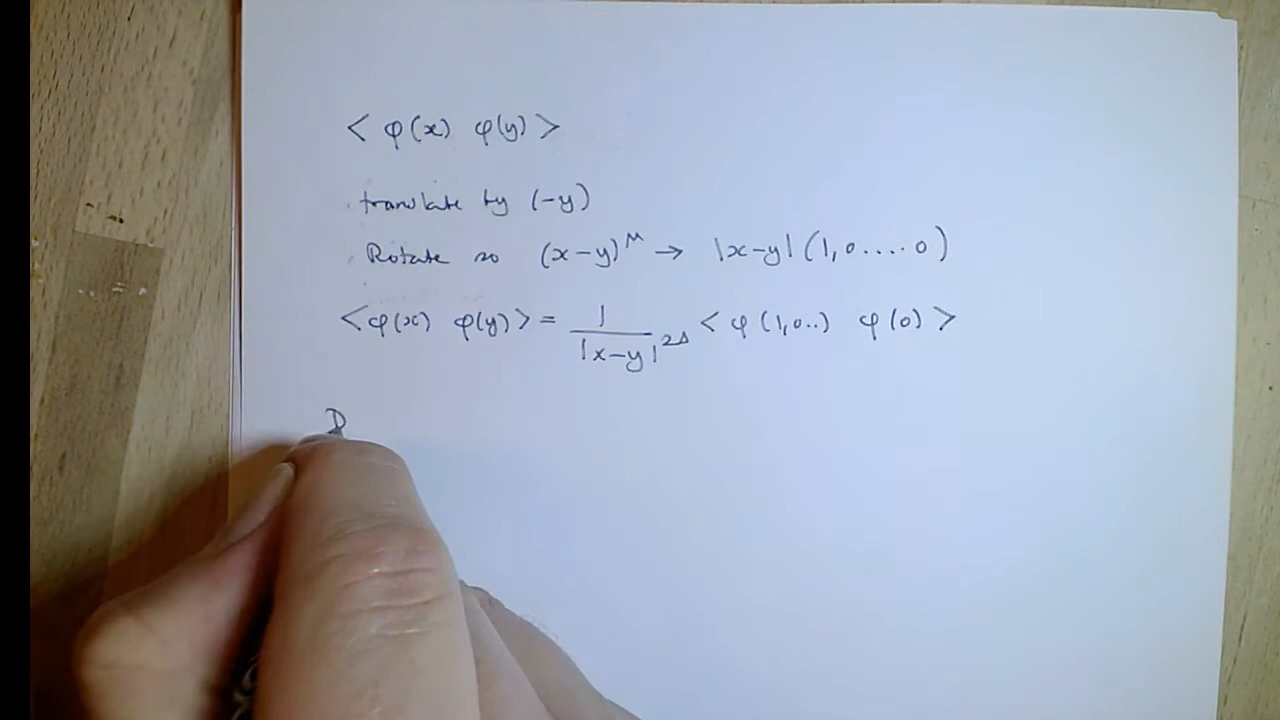 < φ(x) φ(y) >
translate by (-y)
Rotate so (x-y)^μ → |x-y| (1,0....0)
<φ(x) φ(y)> = 1/|x-y|^2Δ < φ(1,0..) φ(0) >
D